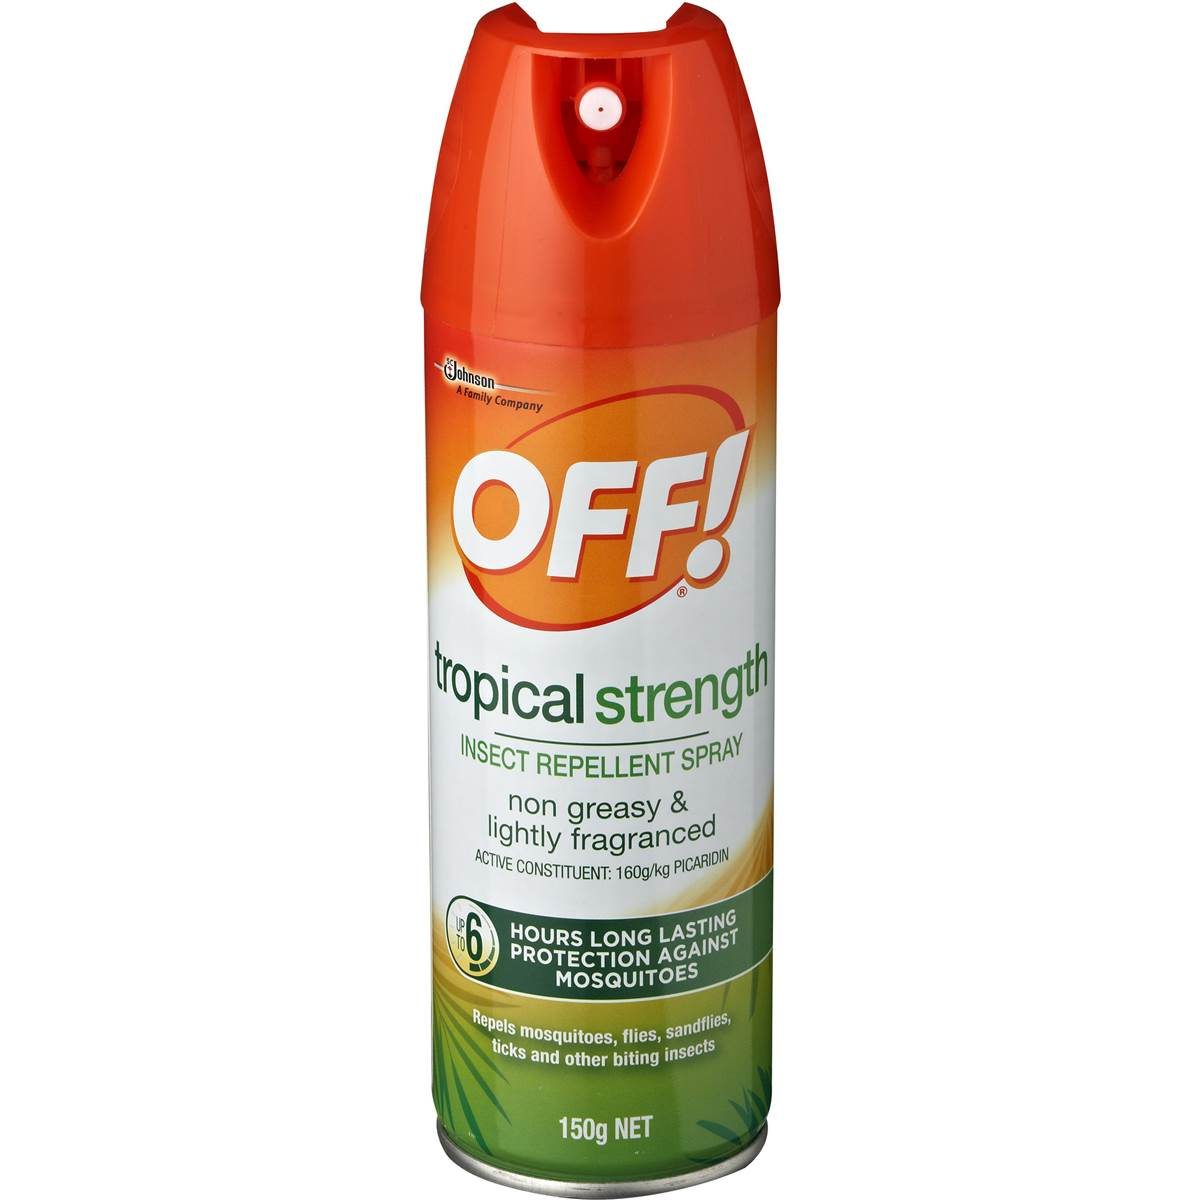 SC
Johnson
A Family Company
OFF!
®
tropical strength
INSECT REPELLENT SPRAY
non greasy &
lightly fragranced
ACTIVE CONSTITUENT: 160g/kg PICARIDIN
UP TO 6
HOURS LONG LASTING
PROTECTION AGAINST
MOSQUITOES
Repels mosquitoes, flies, sandflies,
ticks and other biting insects
150g NET